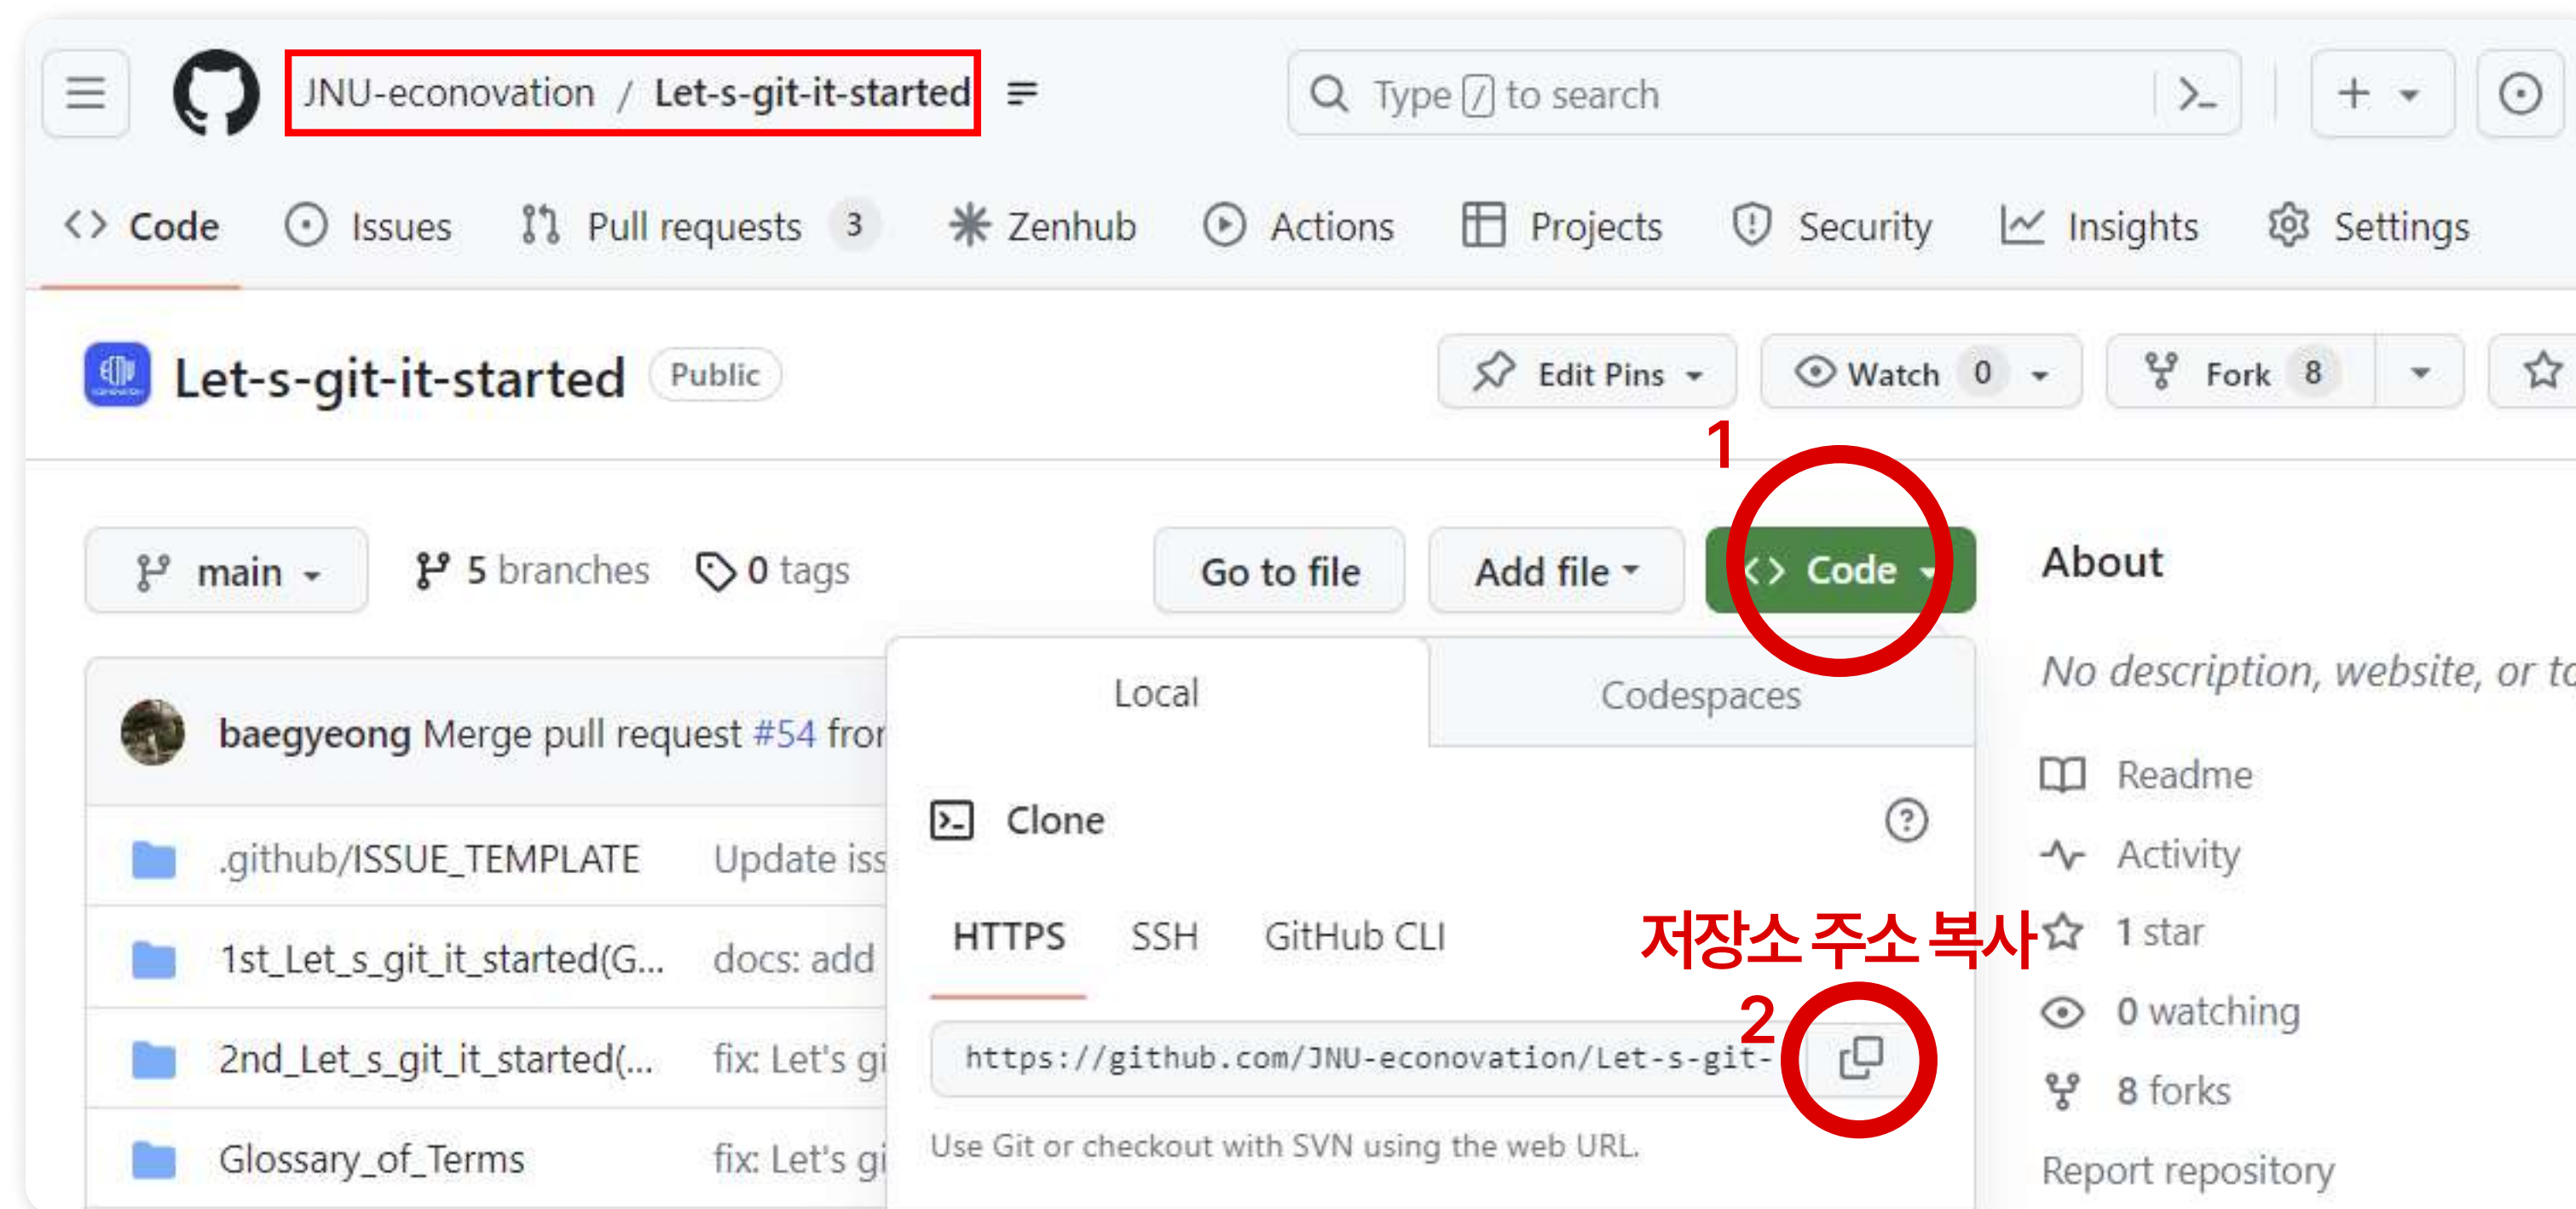 JNU-econovation / Let-s-git-it-started
Type / to search
Code Issues Pull requests 3 Zenhub Actions Projects Security Insights Settings
Let-s-git-it-started Public Edit Pins Watch 0 Fork 8
1
main 5 branches 0 tags Go to file Add file <> Code About
Local Codespaces
No description, website, or to
baegyeong Merge pull request #54 from
Clone
Readme
.github/ISSUE_TEMPLATE Update iss
Activity
HTTPS SSH GitHub CLI
저장소 주소 복사
1 star
1st_Let_s_git_it_started(G... docs: add
2
0 watching
2nd_Let_s_git_it_started(... fix: Let's gi
https://github.com/JNU-econovation/Let-s-git-
8 forks
Use Git or checkout with SVN using the web URL.
Glossary_of_Terms fix: Let's gi
Report repository